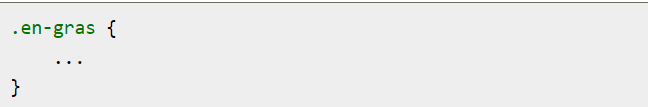 .en-gras {
    ...
}